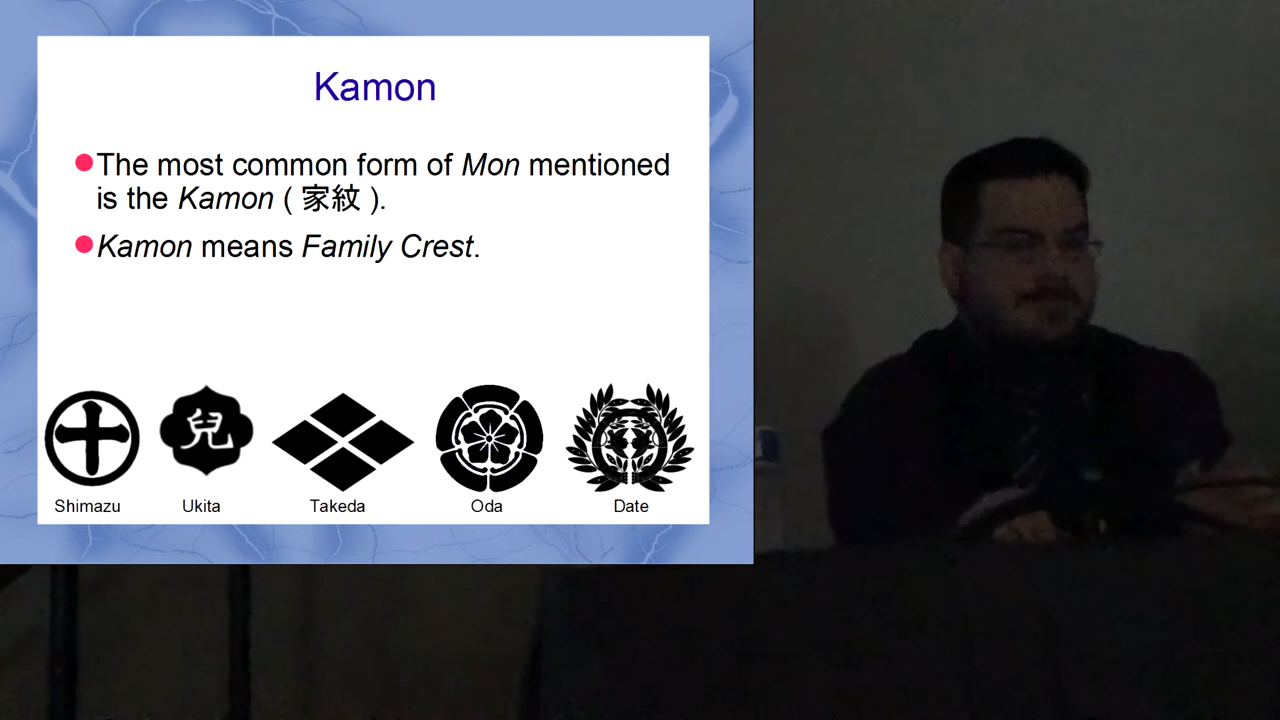 Kamon
The most common form of Mon mentioned
is the Kamon ( 家紋 ).
Kamon means Family Crest.
兒
Shimazu Ukita Takeda Oda Date